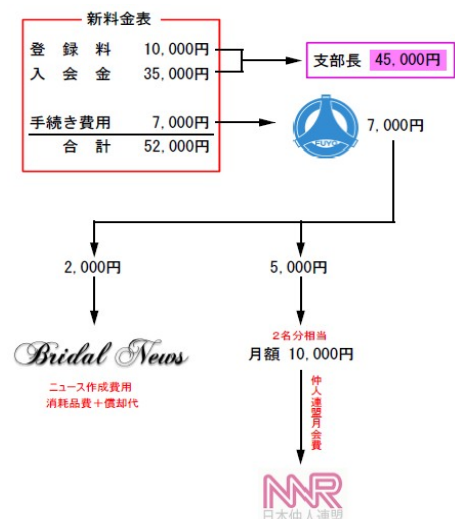 新料金表
登録料 10,000円
入会金 35,000円
支部長 45,000円
手続き費用 7,000円
合計 52,000円
FUYO
7,000円
2,000円
5,000円
Bridal News
ニュース作成費用
消耗品費＋償却代
2名分相当
月額 10,000円
仲人連盟月会費
NNR
日本仲人連盟